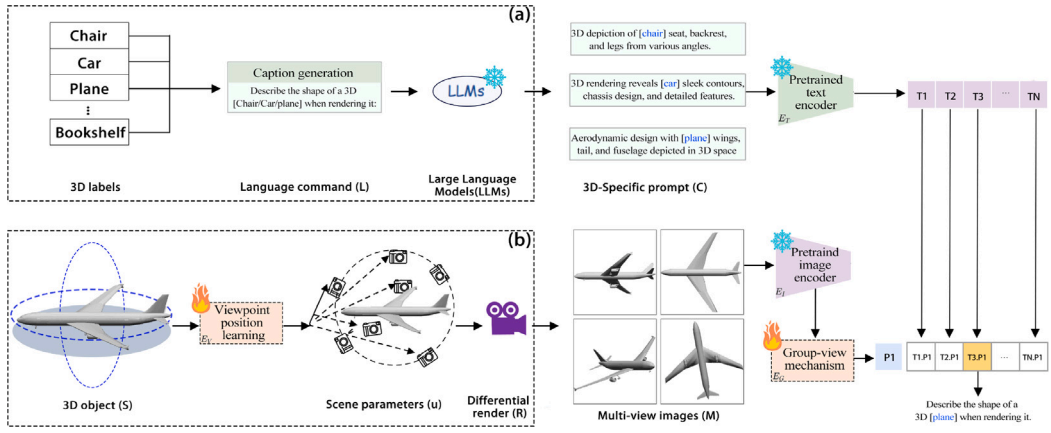 (a)
Chair
Car
Plane
⋮
Bookshelf
3D labels
Caption generation
Describe the shape of a 3D
[Chair/Car/plane] when rendering it:
Language command (L)
LLMs
Large Language
Models(LLMs)
3D depiction of [chair] seat, backrest,
and legs from various angles.
3D rendering reveals [car] sleek contours,
chassis design, and detailed features.
Aerodynamic design with [plane] wings,
tail, and fuselage depicted in 3D space
3D-Specific prompt (C)
Pretrained
text
encoder
E_T
T1 T2 T3 ... TN
(b)
3D object (S)
Viewpoint
position
learning
E_V
Scene parameters (u)
Differential
render (R)
Multi-view images (M)
Pretraind
image
encoder
E_I
Group-view
mechanism
E_G
P1
T1.P1 T2.P1 T3.P1 ... TN.P1
Describe the shape of a
3D [plane] when rendering it.